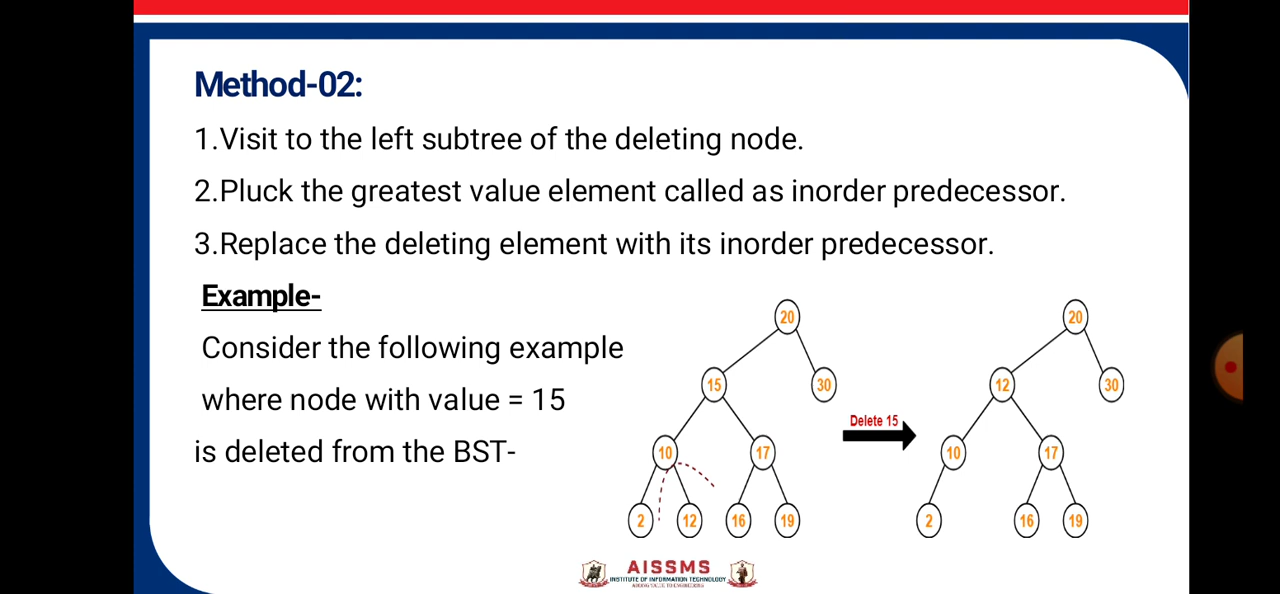 Method-02:
1.Visit to the left subtree of the deleting node.
2.Pluck the greatest value element called as inorder predecessor.
3.Replace the deleting element with its inorder predecessor.
Example-
Consider the following example
where node with value = 15
is deleted from the BST-
20
15 30
10 17
2 12 16 19
Delete 15
20
12 30
10 17
2 16 19
AISSMS
INSTITUTE OF INFORMATION TECHNOLOGY